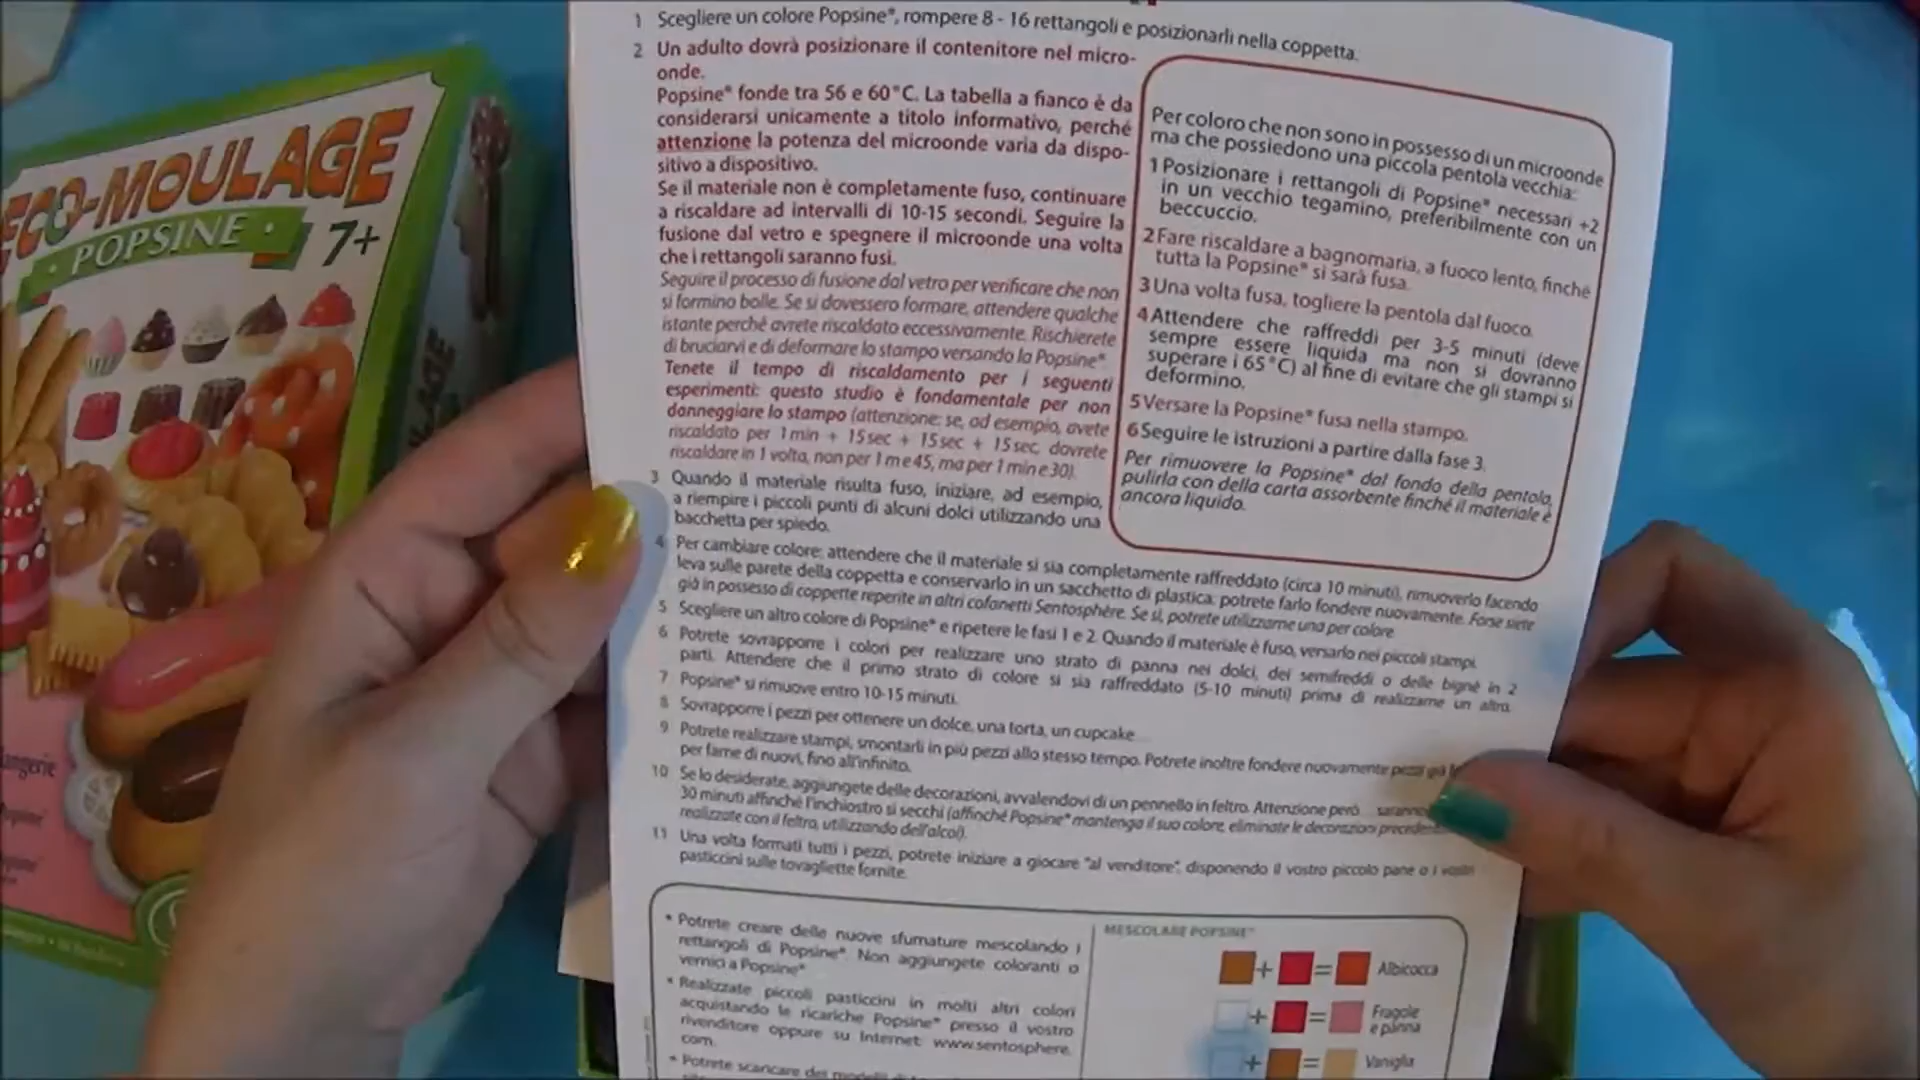 ECO-MOULAGE
POPSINE
7+
1 Scegliere un colore Popsine®, rompere 8 - 16 rettangoli e posizionarli nella coppetta.
2 Un adulto dovrà posizionare il contenitore nel micro-
onde.
Popsine® fonde tra 56 e 60°C. La tabella a fianco è da
considerarsi unicamente a titolo informativo, perché
attenzione la potenza del microonde varia da dispo-
sitivo a dispositivo.
Se il materiale non è completamente fuso, continuare
a riscaldare ad intervalli di 10-15 secondi. Seguire la
fusione dal vetro e spegnere il microonde una volta
che i rettangoli saranno fusi.
Seguire il processo di fusione dal vetro per verificare che non
si formino bolle. Se si dovessero formare, attendere qualche
istante perchè avrete riscaldato eccessivamente. Rischierete
di bruciarvi e di deformare lo stampo versando la Popsine®.
Tenete il tempo di riscaldamento per i seguenti
esperimenti: questo studio è fondamentale per non
danneggiare lo stampo (attenzione: se, ad esempio, avete
riscaldato per 1 min + 15 sec + 15 sec + 15 sec, dovrete
riscaldare in 1 volta, non per 1 m e 45, ma per 1 min e 30).
Per coloro che non sono in possesso di un microonde
ma che possiedono una piccola pentola vecchia:
1 Posizionare i rettangoli di Popsine® necessari +2
in un vecchio tegamino, preferibilmente con un
beccuccio.
2 Fare riscaldare a bagnomaria, a fuoco lento, finché
tutta la Popsine® si sarà fusa.
3 Una volta fusa, togliere la pentola dal fuoco.
4 Attendere che raffreddi per 3-5 minuti (deve
sempre essere liquida ma non si dovranno
superare i 65°C) al fine di evitare che gli stampi si
deformino.
5 Versare la Popsine® fusa nella stampo.
6 Seguire le istruzioni a partire dalla fase 3.
Per rimuovere la Popsine® dal fondo della pentola,
pulirla con della carta assorbente finché il materiale è
ancora liquido.
3 Quando il materiale risulta fuso, iniziare, ad esempio,
a riempire i piccoli punti di alcuni dolci utilizzando una
bacchetta per spiedo.
4 Per cambiare colore: attendere che il materiale si sia completamente raffreddato (circa 10 minuti), rimuoverlo facendo
leva sulle parete della coppetta e conservarlo in un sacchetto di plastica: potrete farlo fondere nuovamente. Forse siete
già in possesso di coppette reperite in altri cofanetti Sentosphère. Se sì, potrete utilizzarne una per colore.
5 Scegliere un altro colore di Popsine® e ripetere le fasi 1 e 2. Quando il materiale è fuso, versarlo nei piccoli stampi.
6 Potrete sovrapporre i colori per realizzare uno strato di panna nei dolci, dei semifreddi o delle bignè in 2
parti. Attendere che il primo strato di colore si sia raffreddato (5-10 minuti) prima di realizzarne un altro.
7 Popsine® si rimuove entro 10-15 minuti.
8 Sovrapporre i pezzi per ottenere un dolce, una torta, un cupcake...
9 Potrete realizzare stampi, smontarli in più pezzi allo stesso tempo. Potrete inoltre fondere nuovamente pezzi già
per farne di nuovi, fino all'infinito.
10 Se lo desiderate, aggiungete delle decorazioni, avvalendovi di un pennello in feltro. Attenzione però... saranno
30 minuti affinché l'inchiostro si secchi (affinché Popsine® mantenga il suo colore, eliminate le decorazioni
realizzate con il feltro, utilizzando dell'alcol).
11 Una volta formati tutti i pezzi, potrete iniziare a giocare "al venditore", disponendo il vostro piccolo pane o i vostri
pasticcini sulle tovagliette fornite.
* Potrete creare delle nuove sfumature mescolando i
rettangoli di Popsine®. Non aggiungete coloranti o
vernici a Popsine®
* Realizzate piccoli pasticcini in molti altri colori
acquistando le ricariche Popsine® presso il vostro
rivenditore oppure su Internet: www.sentosphere.
com.
* Potrete scaricare dei modelli di
MESCOLARE POPSINE®
+ = Albicocca
+ = Fragole
e panna
+ = Vaniglia